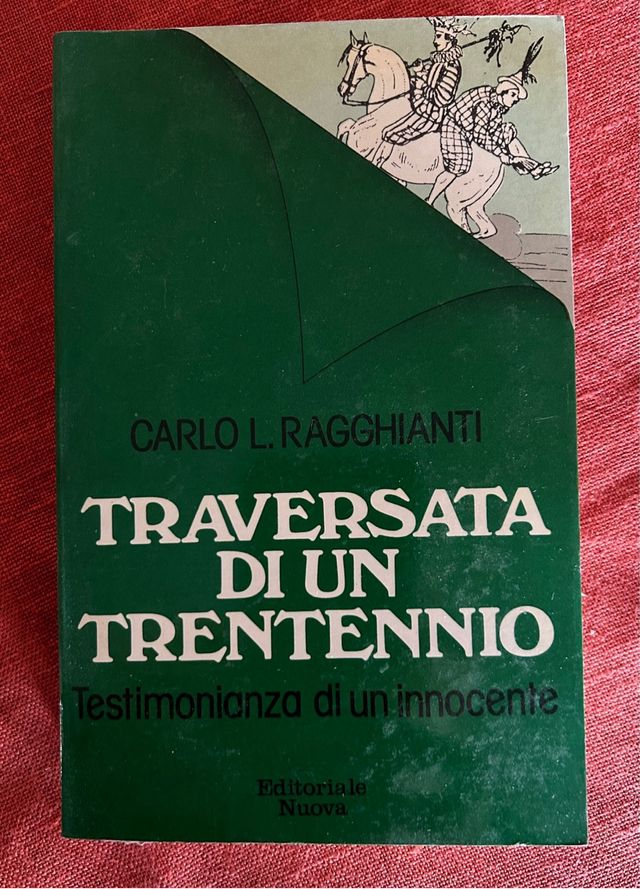 CARLO L. RAGGHIANTI
TRAVERSATA
DI UN
TRENTENNIO
Testimonianza di un innocente
Editoriale
Nuova